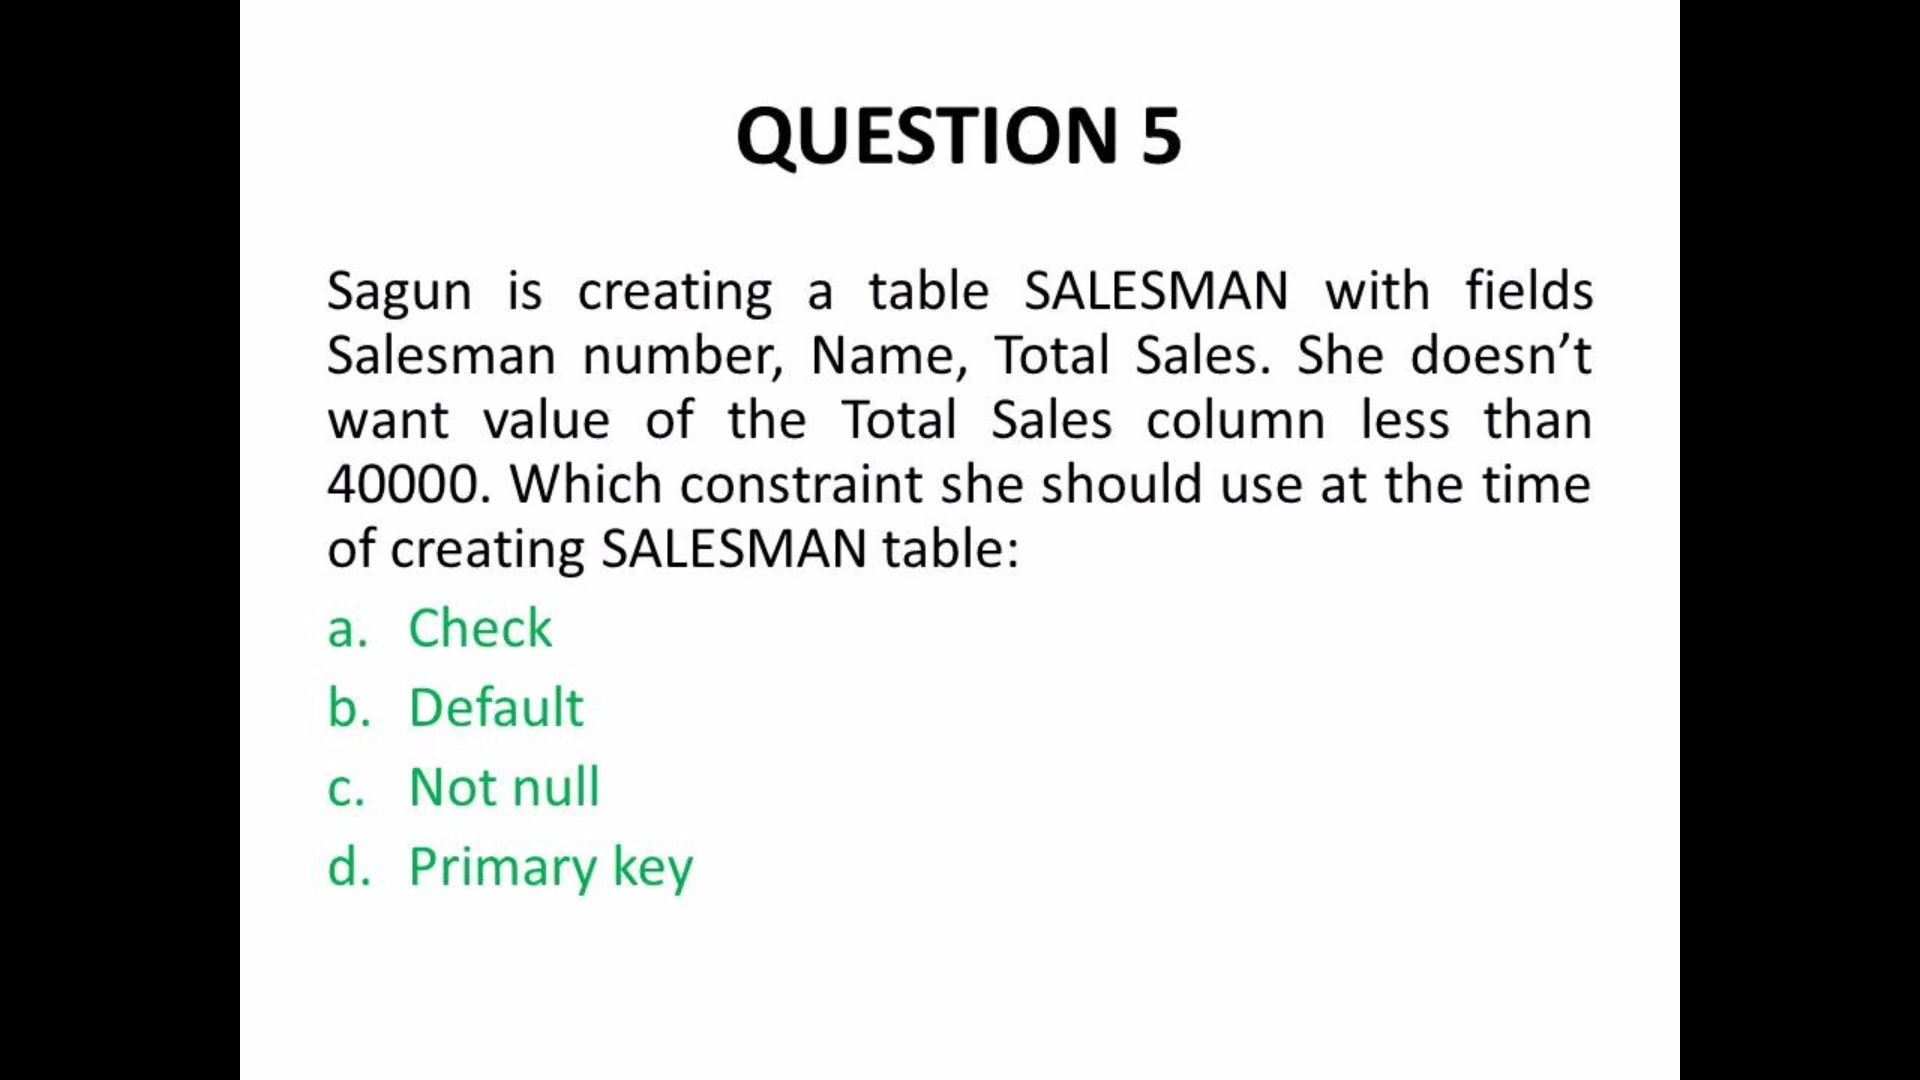 QUESTION 5
Sagun is creating a table SALESMAN with fields
Salesman number, Name, Total Sales. She doesn’t
want value of the Total Sales column less than
40000. Which constraint she should use at the time
of creating SALESMAN table:
a. Check
b. Default
c. Not null
d. Primary key